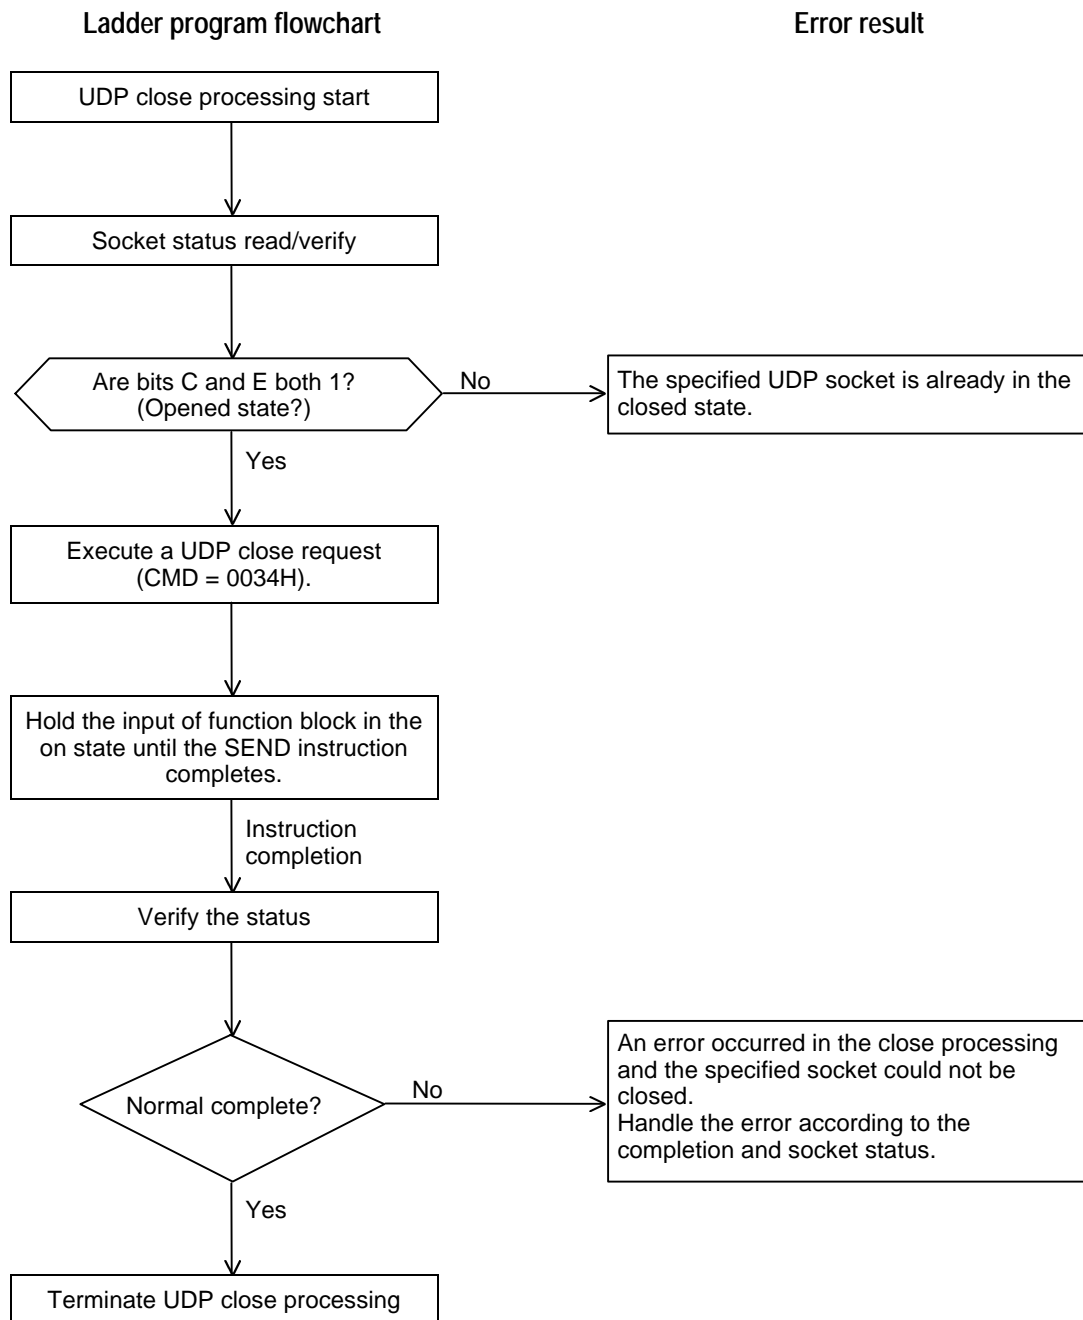 Ladder program flowchart
Error result
UDP close processing start
Socket status read/verify
Are bits C and E both 1?
(Opened state?)
No
The specified UDP socket is already in the
closed state.
Yes
Execute a UDP close request
(CMD = 0034H).
Hold the input of function block in the
on state until the SEND instruction
completes.
Instruction
completion
Verify the status
Normal complete?
No
An error occurred in the close processing
and the specified socket could not be
closed.
Handle the error according to the
completion and socket status.
Yes
Terminate UDP close processing